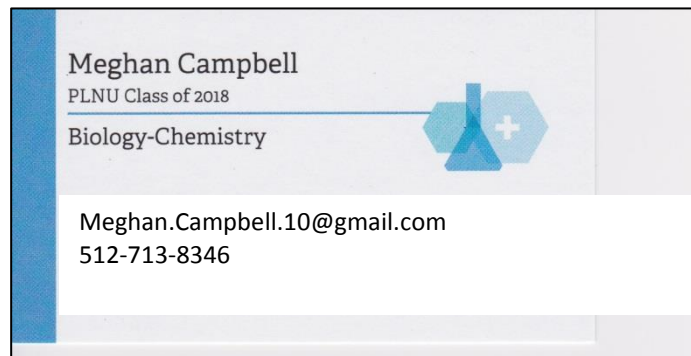 Meghan Campbell
PLNU Class of 2018
Biology-Chemistry
Meghan.Campbell.10@gmail.com
512-713-8346